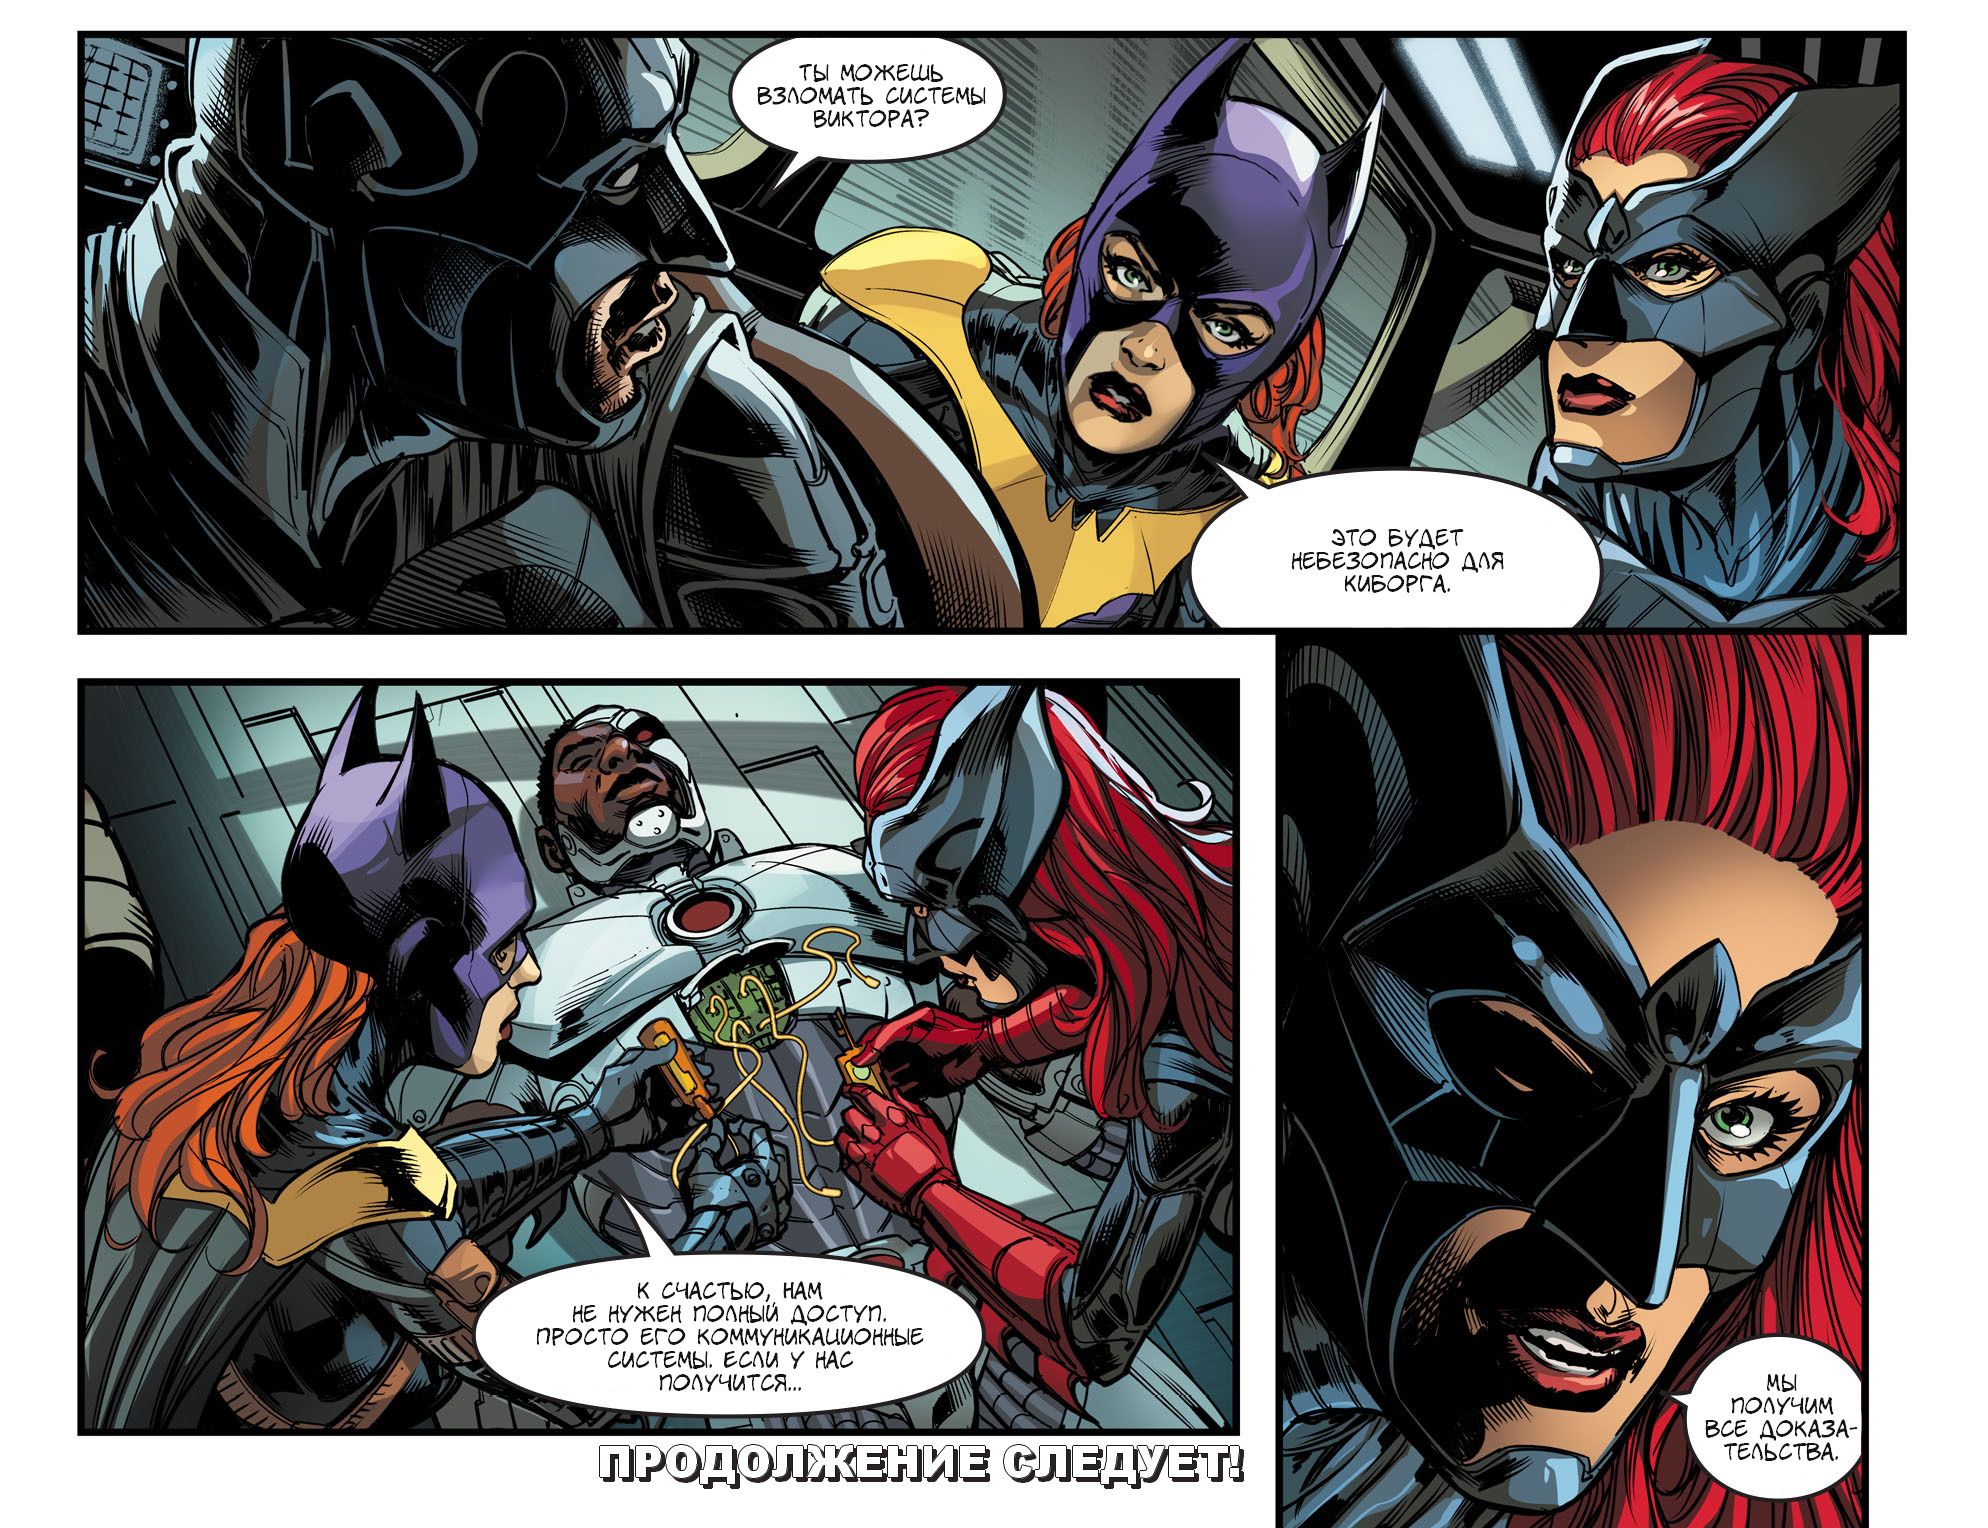 ТЫ МОЖЕШЬ
ВЗЛОМАТЬ СИСТЕМЫ
ВИКТОРА?
ЭТО БУДЕТ
НЕБЕЗОПАСНО ДЛЯ
КИБОРГА.
К СЧАСТЬЮ, НАМ
НЕ НУЖЕН ПОЛНЫЙ ДОСТУП.
ПРОСТО ЕГО КОММУНИКАЦИОННЫЕ
СИСТЕМЫ. ЕСЛИ У НАС
ПОЛУЧИТСЯ...
МЫ
ПОЛУЧИМ
ВСЕ ДОКАЗА-
ТЕЛЬСТВА.
ПРОДОЛЖЕНИЕ СЛЕДУЕТ!